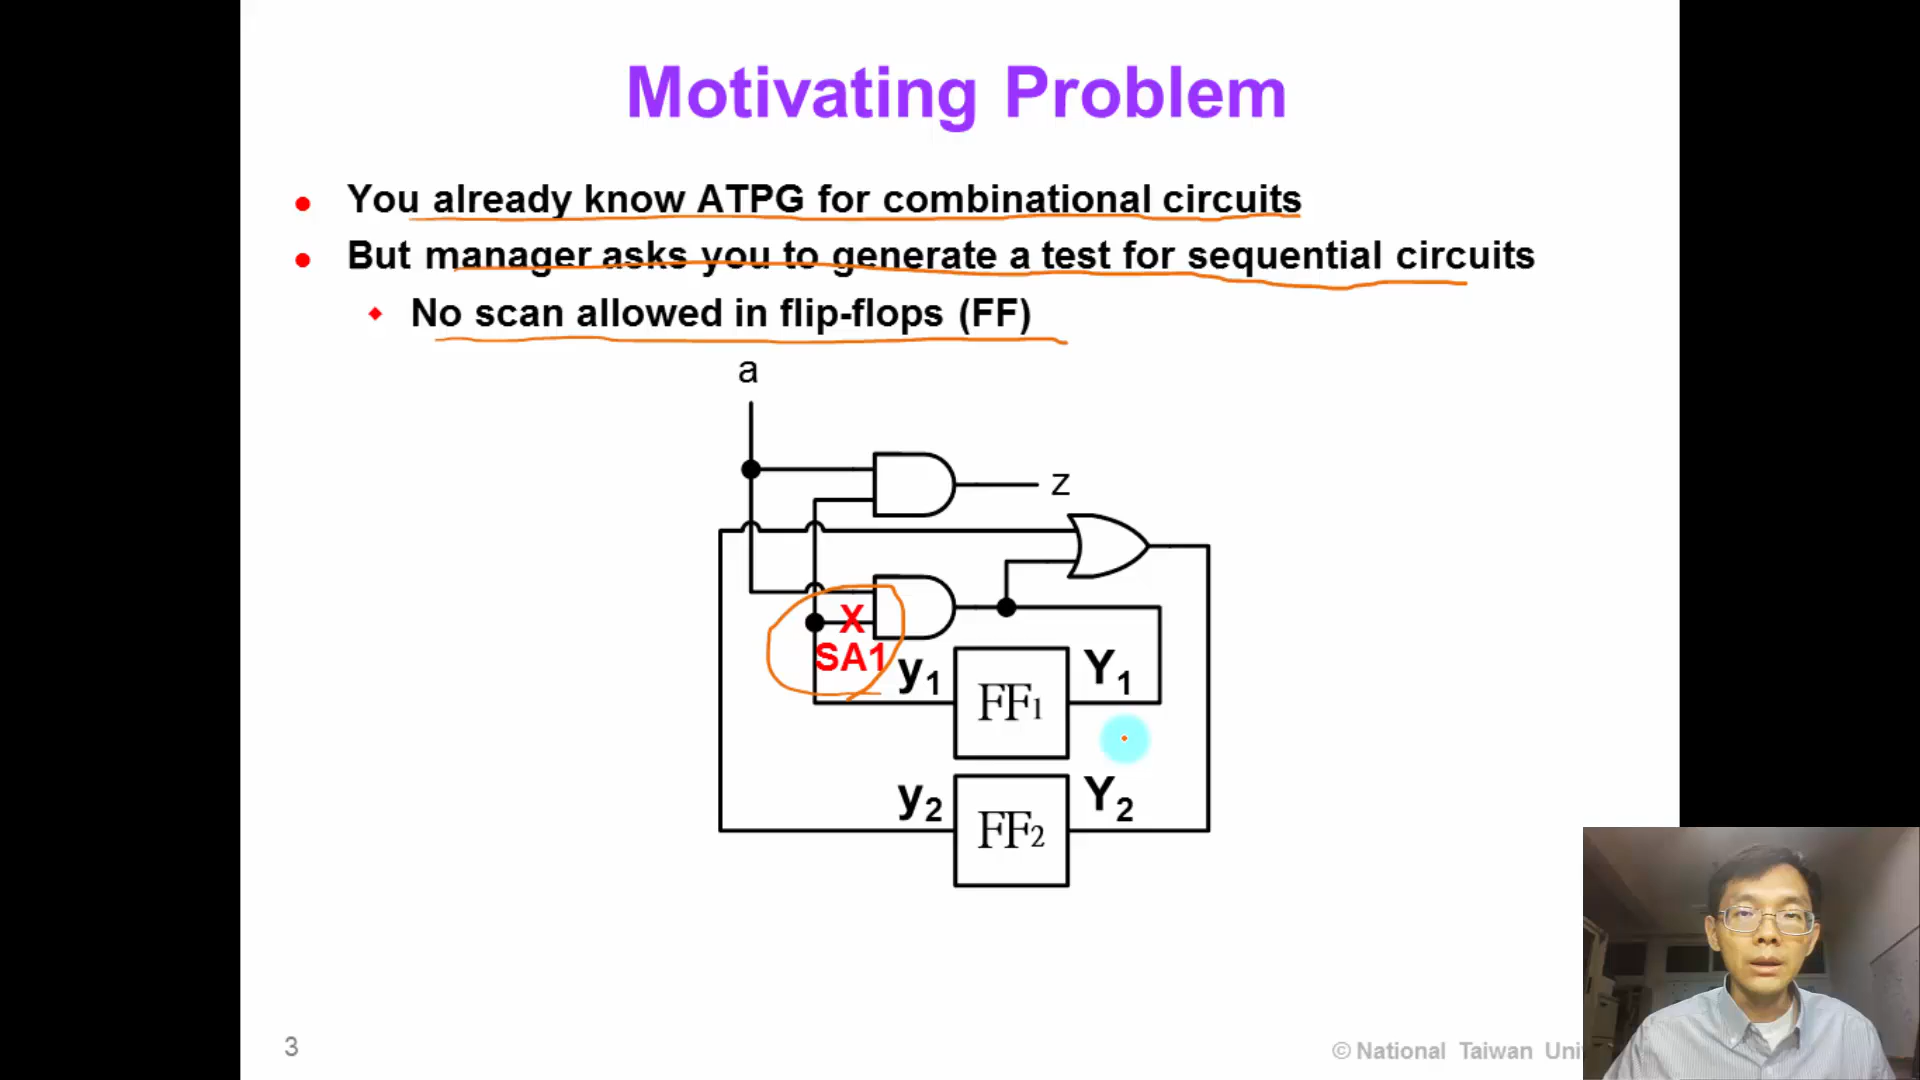 Motivating Problem
You already know ATPG for combinational circuits
But manager asks you to generate a test for sequential circuits
No scan allowed in flip-flops (FF)
a
z
X
SA1
y1
FF1
Y1
y2
FF2
Y2
3
© National Taiwan